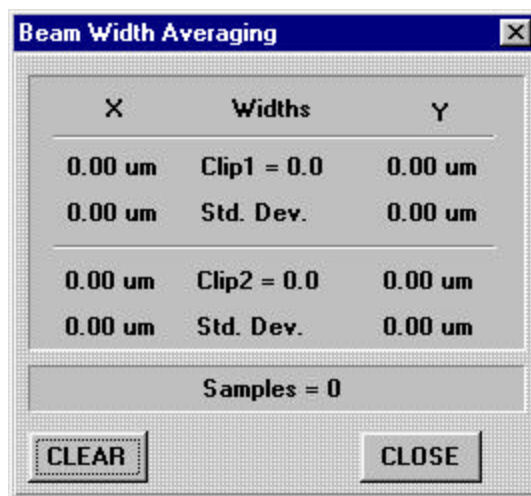 Beam Width Averaging
X Widths Y
0.00 um Clip1 = 0.0 0.00 um
0.00 um Std. Dev. 0.00 um
0.00 um Clip2 = 0.0 0.00 um
0.00 um Std. Dev. 0.00 um
Samples = 0
CLEAR CLOSE